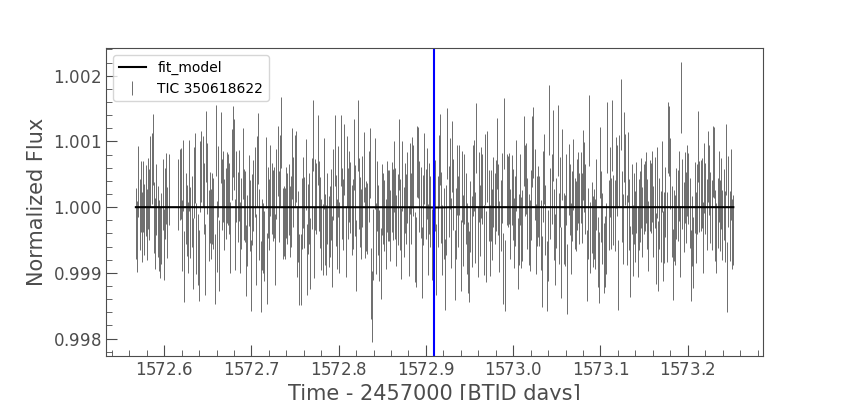 fit_model
TIC 350618622
1.002
1.001
1.000
0.999
0.998
Normalized Flux
1572.6 1572.7 1572.8 1572.9 1573.0 1573.1 1573.2
Time - 2457000 [BTJD days]